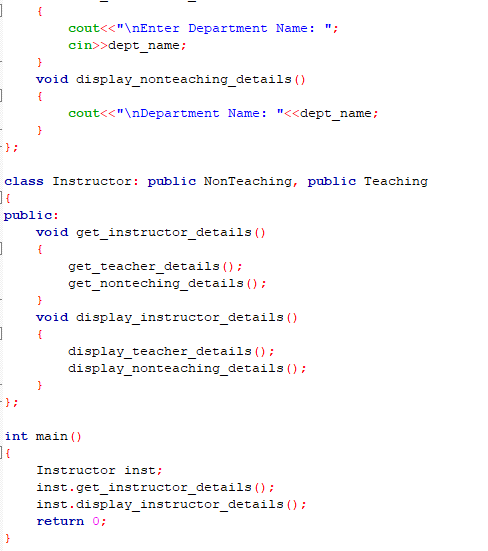 {
cout<<"\nEnter Department Name: ";
cin>>dept_name;
}
void display_nonteaching_details()
{
cout<<"\nDepartment Name: "<<dept_name;
}
};
class Instructor: public NonTeaching, public Teaching
{
public:
void get_instructor_details()
{
get_teacher_details();
get_nonteching_details();
}
void display_instructor_details()
{
display_teacher_details();
display_nonteaching_details();
}
};
int main()
{
Instructor inst;
inst.get_instructor_details();
inst.display_instructor_details();
return 0;
}